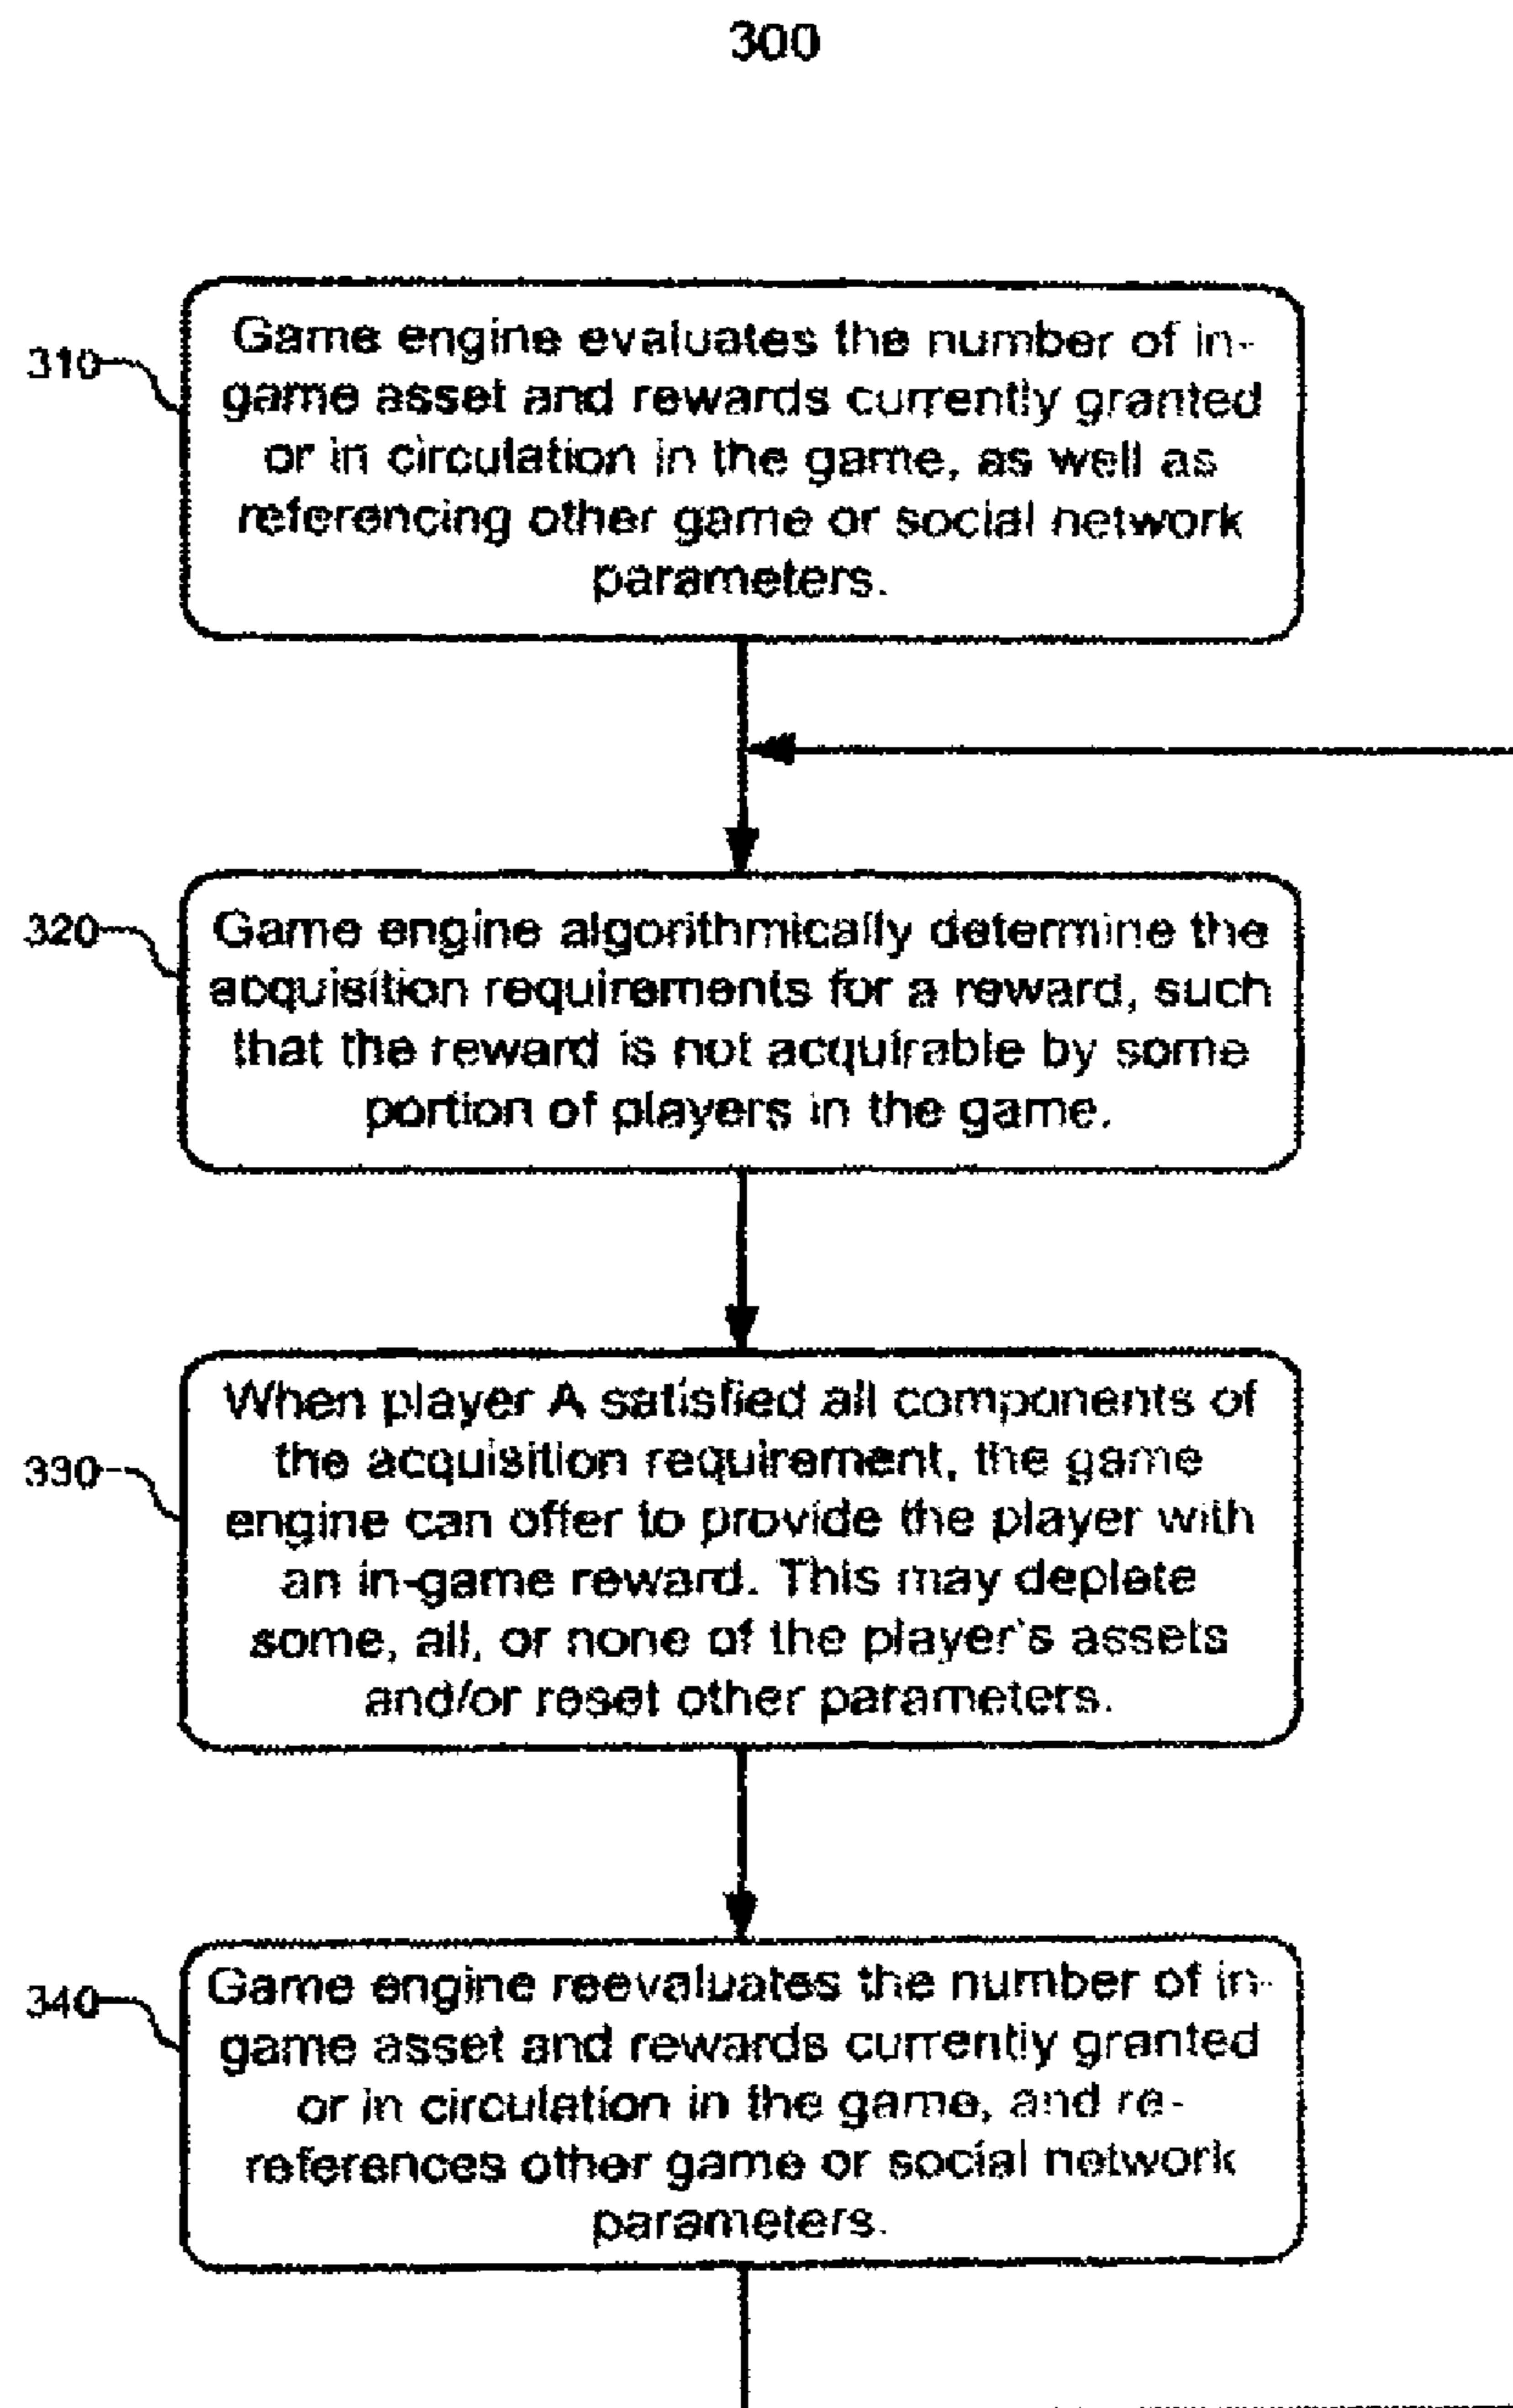 300
310
Game engine evaluates the number of in-
game asset and rewards currently granted
or in circulation in the game, as well as
referencing other game or social network
parameters.
320
Game engine algorithmically determine the
acquisition requirements for a reward, such
that the reward is not acquirable by some
portion of players in the game.
330
When player A satisfied all components of
the acquisition requirement, the game
engine can offer to provide the player with
an in-game reward. This may deplete
some, all, or none of the player's assets
and/or reset other parameters.
340
Game engine reevaluates the number of in-
game asset and rewards currently granted
or in circulation in the game, and re-
references other game or social network
parameters.